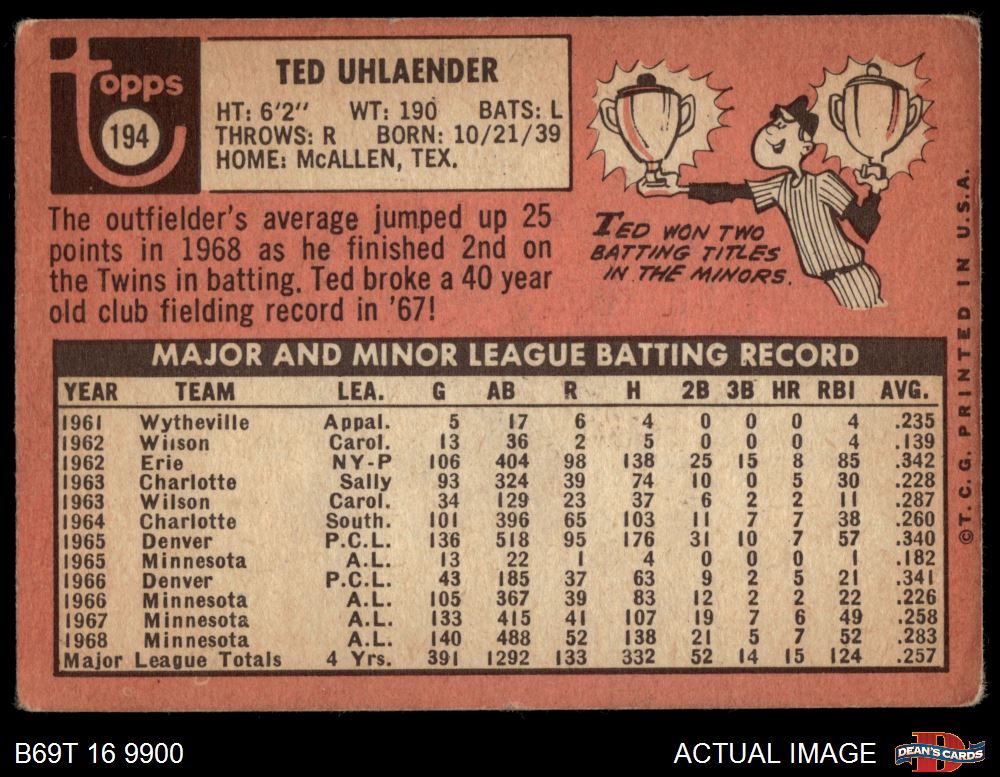 topps
194
TED UHLAENDER
HT: 6'2" WT: 190 BATS: L
THROWS: R BORN: 10/21/39
HOME: McALLEN, TEX.
The outfielder's average jumped up 25
points in 1968 as he finished 2nd on
the Twins in batting. Ted broke a 40 year
old club fielding record in '67!
TED WON TWO
BATTING TITLES
IN THE MINORS.
MAJOR AND MINOR LEAGUE BATTING RECORD
YEAR TEAM LEA. G AB R H 2B 3B HR RBI AVG.
1961 Wytheville Appal. 5 17 6 4 0 0 0 4 .235
1962 Wilson Carol. 13 36 2 5 0 0 0 4 .139
1962 Erie NY-P 106 404 98 138 25 15 8 85 .342
1963 Charlotte Sally 93 324 39 74 10 0 5 30 .228
1963 Wilson Carol. 34 129 23 37 6 2 2 11 .287
1964 Charlotte South. 101 396 65 103 11 7 7 38 .260
1965 Denver P.C.L. 136 518 95 176 31 10 7 57 .340
1965 Minnesota A.L. 13 22 1 4 0 0 0 1 .182
1966 Denver P.C.L. 43 185 37 63 9 2 5 21 .341
1966 Minnesota A.L. 105 367 39 83 12 2 2 22 .226
1967 Minnesota A.L. 133 415 41 107 19 7 6 49 .258
1968 Minnesota A.L. 140 488 52 138 21 5 7 52 .283
Major League Totals 4 Yrs. 391 1292 133 332 52 14 15 124 .257
© T. C. G. PRINTED IN U.S.A.
B69T 16 9900
ACTUAL IMAGE
DEAN'S CARDS